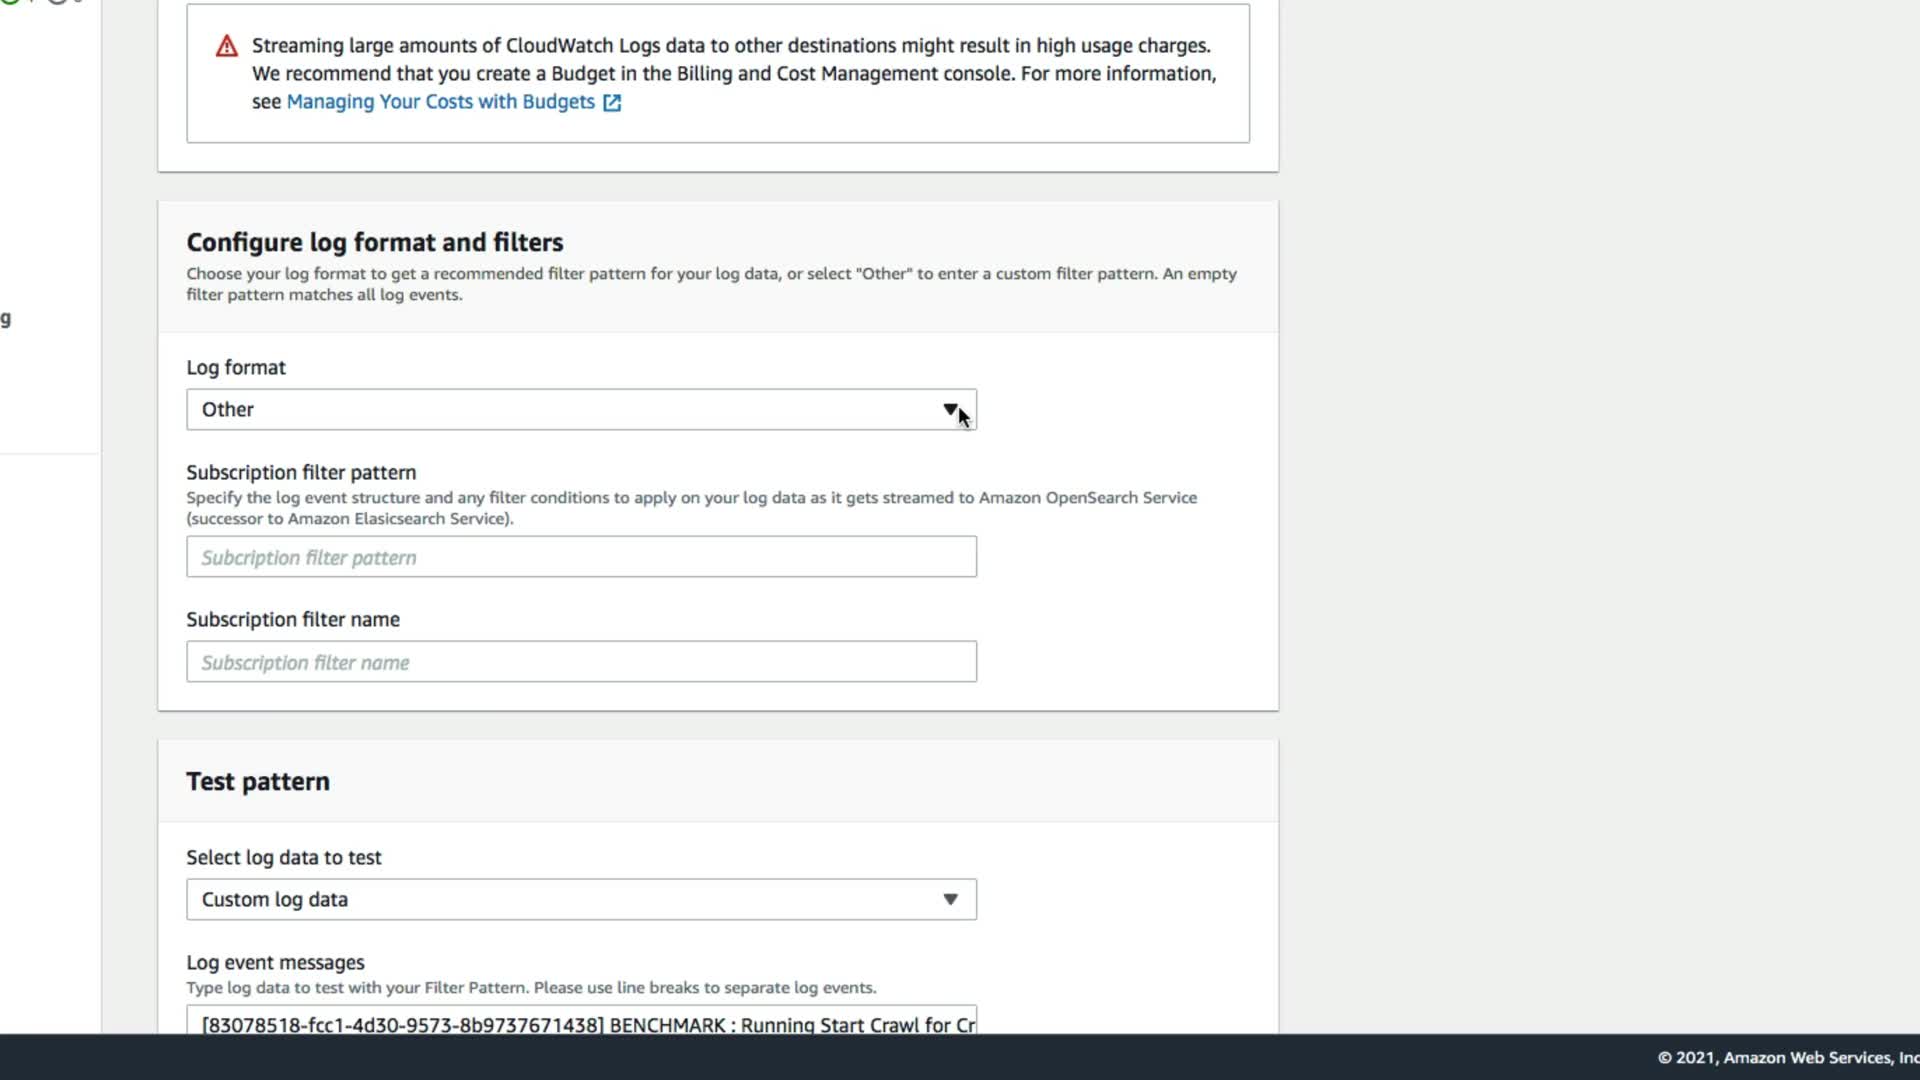 Streaming large amounts of CloudWatch Logs data to other destinations might result in high usage charges.
We recommend that you create a Budget in the Billing and Cost Management console. For more information,
see Managing Your Costs with Budgets
Configure log format and filters
Choose your log format to get a recommended filter pattern for your log data, or select "Other" to enter a custom filter pattern. An empty
filter pattern matches all log events.
g
Log format
Other
Subscription filter pattern
Specify the log event structure and any filter conditions to apply on your log data as it gets streamed to Amazon OpenSearch Service
(successor to Amazon Elasicsearch Service).
Subcription filter pattern
Subscription filter name
Subscription filter name
Test pattern
Select log data to test
Custom log data
Log event messages
Type log data to test with your Filter Pattern. Please use line breaks to separate log events.
[83078518-fcc1-4d30-9573-8b9737671438] BENCHMARK : Running Start Crawl for Cr
© 2021, Amazon Web Services, Inc